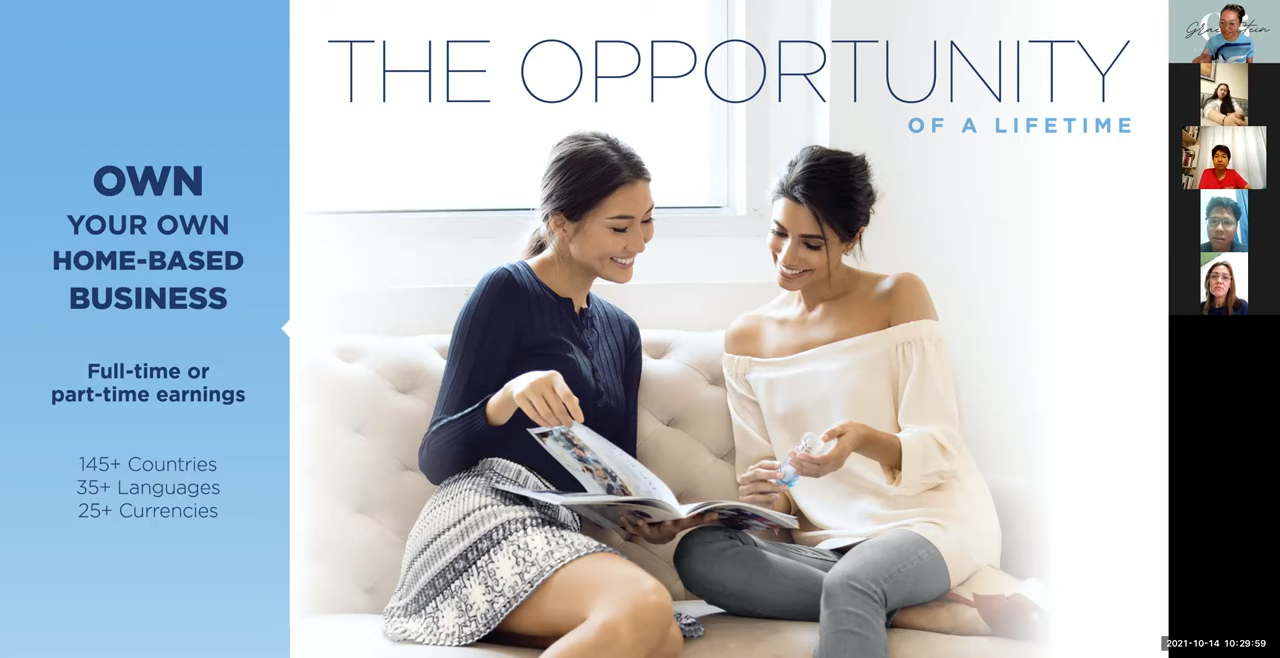 THE OPPORTUNITY
OF A LIFETIME
OWN
YOUR OWN
HOME-BASED
BUSINESS
Full-time or
part-time earnings
145+ Countries
35+ Languages
25+ Currencies
2021-10-14 10:29:59